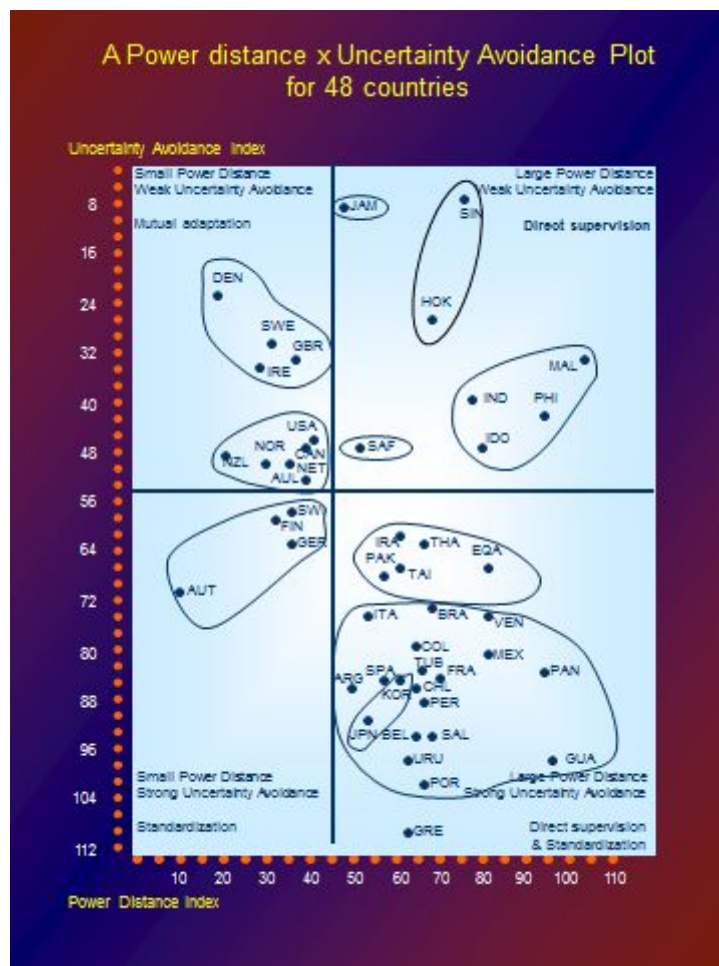 A Power distance x Uncertainty Avoidance Plot
for 48 countries
Uncertainty Avoidance Index
Small Power Distance
Weak Uncertainty Avoidance
Large Power Distance
Weak Uncertainty Avoidance
Mutual adaptation
Direct supervision
8
JAM
SIN
16
DEN
24
HOK
SWE
32
GBR
IRE
MAL
40
IND
PHI
USA
IDO
48
NOR
CAN
SAF
NZL
NET
AUL
56
SWI
FIN
GER
64
IRA
THA
EQA
PAK
TAI
AUT
72
ITA
BRA
VEN
80
COL
MEX
TUB
SPA
FRA
PAN
ARG
KOR
CHL
88
PER
JPN
BEL
SAL
96
URU
GUA
Small Power Distance
Strong Uncertainty Avoidance
Large Power Distance
Strong Uncertainty Avoidance
POR
104
Standardization
GRE
Direct supervision
& Standardization
112
10 20 30 40 50 60 70 80 90 100 110
Power Distance Index